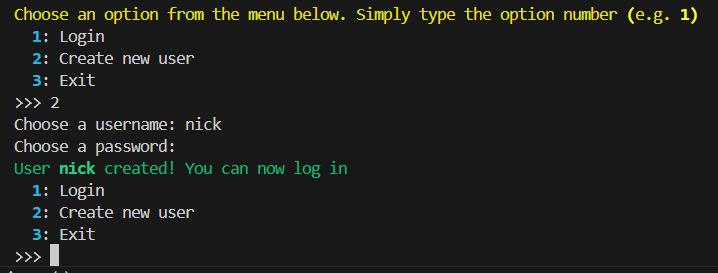 Choose an option from the menu below. Simply type the option number (e.g. 1)
1: Login
2: Create new user
3: Exit
>>> 2
Choose a username: nick
Choose a password:
User nick created! You can now log in
1: Login
2: Create new user
3: Exit
>>>